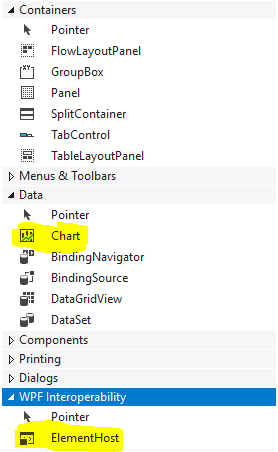 Containers
Pointer
FlowLayoutPanel
GroupBox
Panel
SplitContainer
TabControl
TableLayoutPanel
Menus & Toolbars
Data
Pointer
Chart
BindingNavigator
BindingSource
DataGridView
DataSet
Components
Printing
Dialogs
WPF Interoperability
Pointer
ElementHost